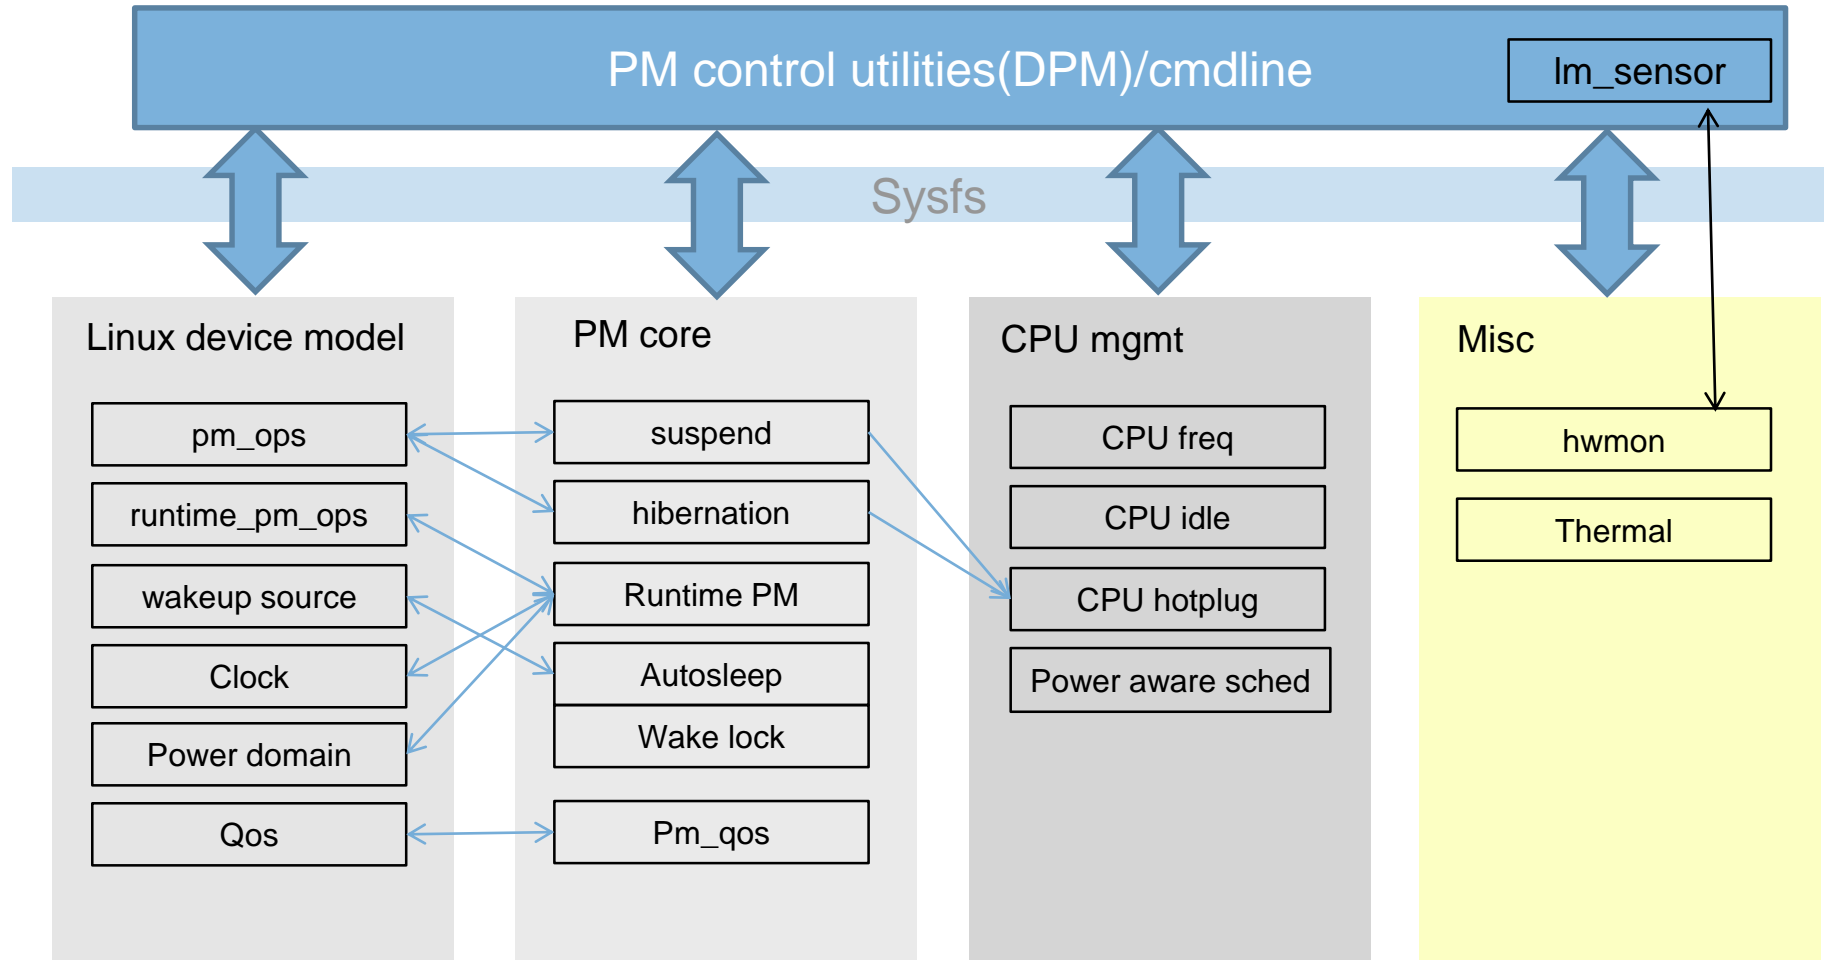 PM control utilities(DPM)/cmdline
lm_sensor
Sysfs
Linux device model
pm_ops
runtime_pm_ops
wakeup source
Clock
Power domain
Qos
PM core
suspend
hibernation
Runtime PM
Autosleep
Wake lock
Pm_qos
CPU mgmt
CPU freq
CPU idle
CPU hotplug
Power aware sched
Misc
hwmon
Thermal